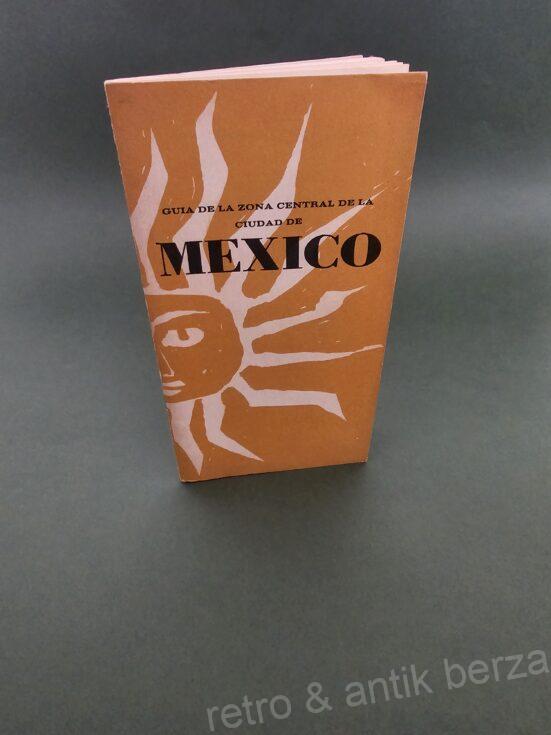 GUIA DE LA ZONA CENTRAL DE LA
CIUDAD DE
MEXICO
retro & antik berza